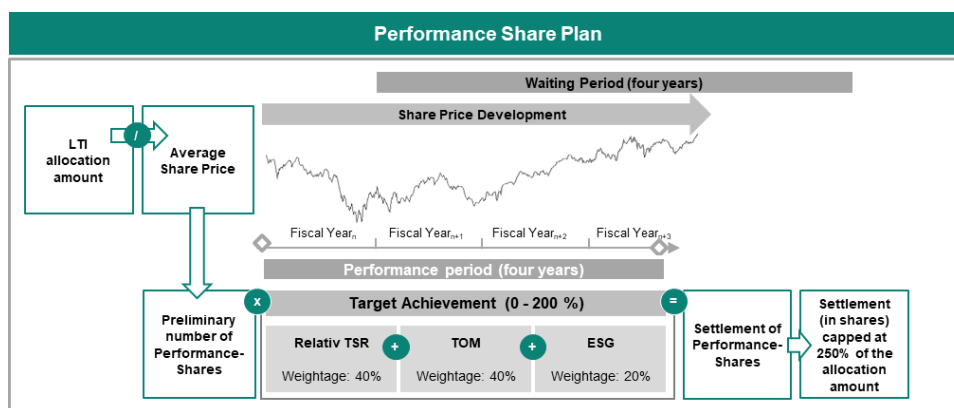 Performance Share Plan
Waiting Period (four years)
Share Price Development
LTI
allocation
amount
/
Average
Share Price
Fiscal Yearn
Fiscal Yearn+1
Fiscal Yearn+2
Fiscal Yearn+3
Performance period (four years)
Preliminary
number of
Performance-
Shares
x
Target Achievement (0 - 200 %)
=
Relativ TSR
Weightage: 40%
+
TOM
Weightage: 40%
+
ESG
Weightage: 20%
Settlement of
Performance-
Shares
Settlement
(in shares)
capped at
250% of the
allocation
amount